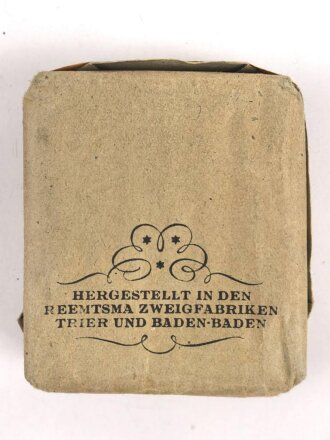 HERGESTELLT IN DEN
REEMTSMA ZWEIGFABRIKEN
TRIER UND BADEN-BADEN